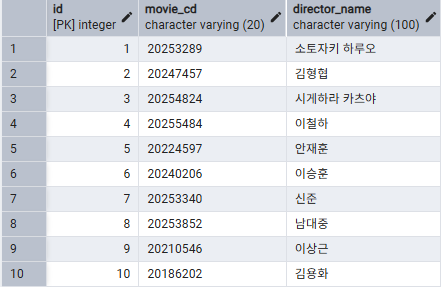 id movie_cd director_name
[PK] integer character varying (20) character varying (100)
1 1 20253289 소토자키 하루오
2 2 20247457 김형협
3 3 20254824 시게하라 카츠야
4 4 20255484 이철하
5 5 20224597 안재훈
6 6 20240206 이승훈
7 7 20253340 신준
8 8 20253852 남대중
9 9 20210546 이상근
10 10 20186202 김용화